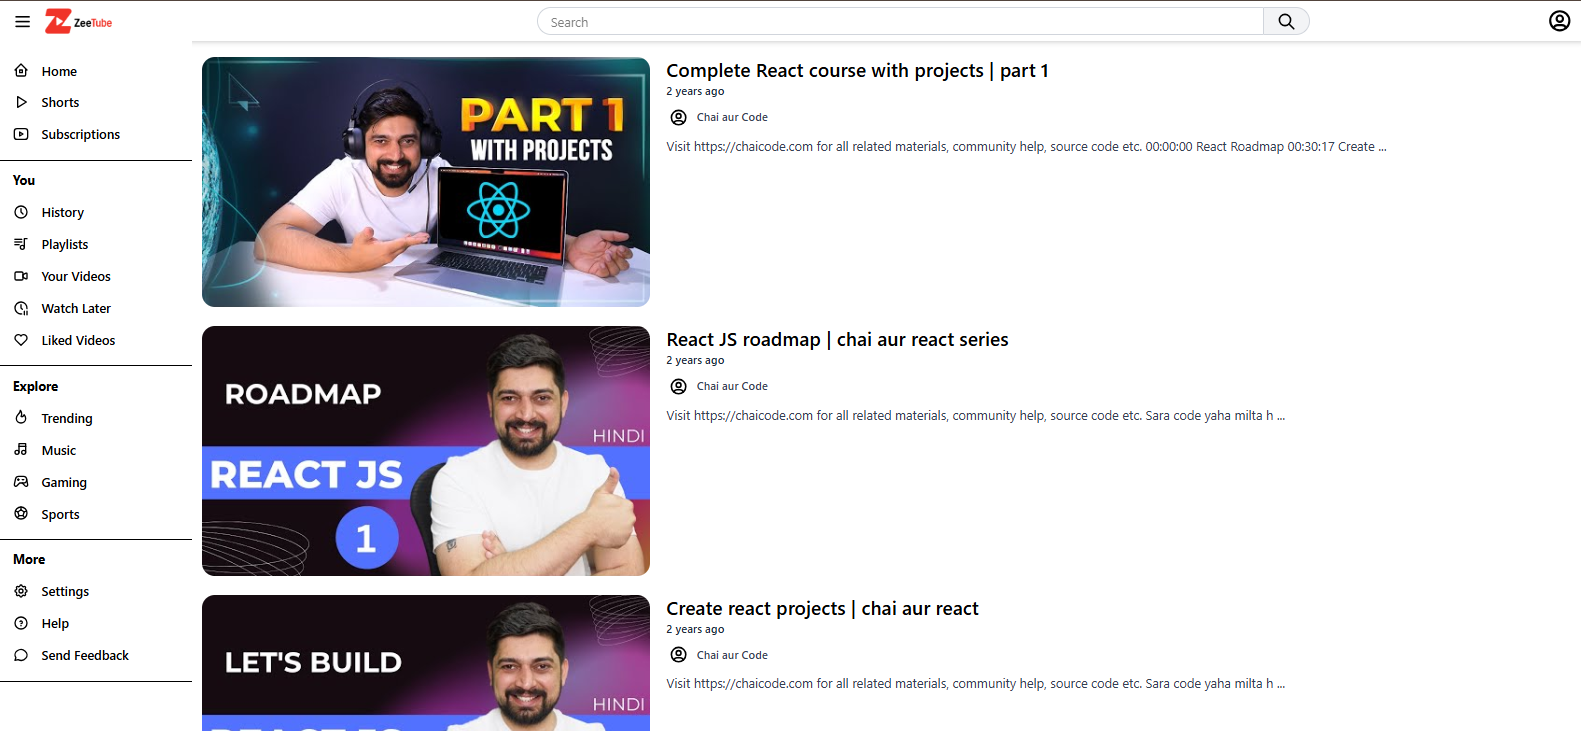 ZeeTube
Search
Home
Shorts
Subscriptions
You
History
Playlists
Your Videos
Watch Later
Liked Videos
Explore
Trending
Music
Gaming
Sports
More
Settings
Help
Send Feedback
PART 1
WITH PROJECTS
Complete React course with projects | part 1
2 years ago
Chai aur Code
Visit https://chaicode.com for all related materials, community help, source code etc. 00:00:00 React Roadmap 00:30:17 Create ...
ROADMAP
HINDI
REACT JS
1
React JS roadmap | chai aur react series
2 years ago
Chai aur Code
Visit https://chaicode.com for all related materials, community help, source code etc. Sara code yaha milta h ...
LET'S BUILD
HINDI
REACT JS
Create react projects | chai aur react
2 years ago
Chai aur Code
Visit https://chaicode.com for all related materials, community help, source code etc. Sara code yaha milta h ...